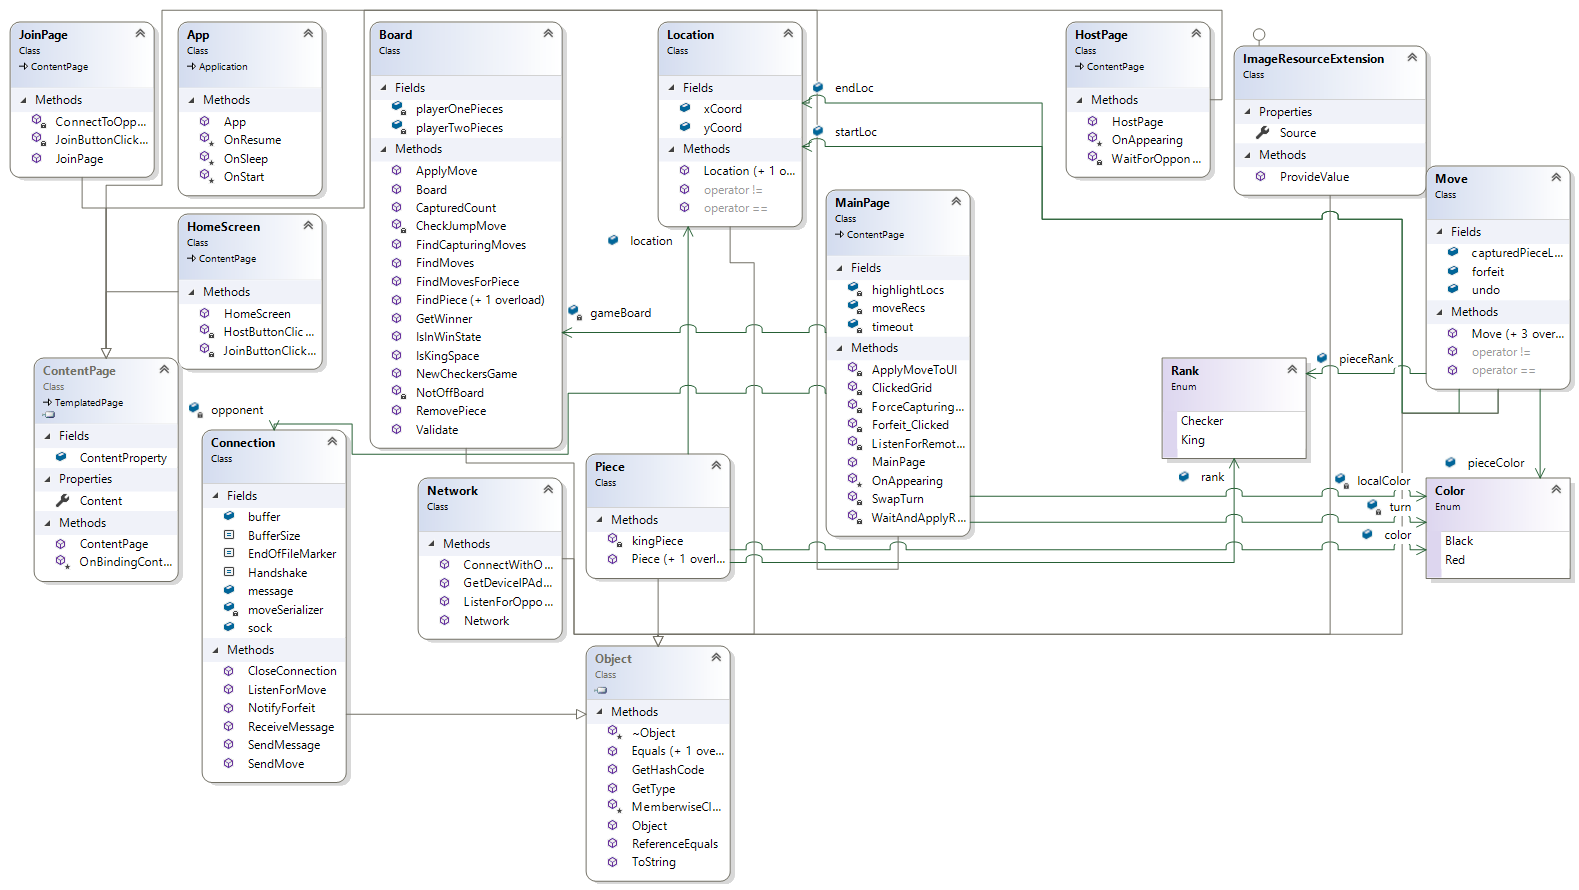 JoinPage
Class
ContentPage
Methods
ConnectToOpp...
JoinButtonClick...
JoinPage
App
Class
Application
Methods
App
OnResume
OnSleep
OnStart
HomeScreen
Class
ContentPage
Methods
HomeScreen
HostButtonClic...
JoinButtonClick...
ContentPage
Class
TemplatedPage
Fields
ContentProperty
Properties
Content
Methods
ContentPage
OnBindingCont...
opponent
Connection
Class
Fields
buffer
BufferSize
EndOfFileMarker
Handshake
message
moveSerializer
sock
Methods
CloseConnection
ListenForMove
NotifyForfeit
ReceiveMessage
SendMessage
SendMove
Board
Class
Fields
playerOnePieces
playerTwoPieces
Methods
ApplyMove
Board
CapturedCount
CheckJumpMove
FindCapturingMoves
FindMoves
FindMovesForPiece
FindPiece (+ 1 overload)
GetWinner
IsInWinState
IsKingSpace
NewCheckersGame
NotOffBoard
RemovePiece
Validate
Network
Class
Methods
ConnectWithO...
GetDeviceIPAd...
ListenForOppo...
Network
Location
Class
Fields
xCoord
yCoord
Methods
Location (+ 1 o...
operator !=
operator ==
location
gameBoard
Piece
Class
Methods
kingPiece
Piece (+ 1 overl...
Object
Class
Methods
~Object
Equals (+ 1 ove...
GetHashCode
GetType
MemberwiseCl...
Object
ReferenceEquals
ToString
endLoc
startLoc
MainPage
Class
ContentPage
Fields
highlightLocs
moveRecs
timeout
Methods
ApplyMoveToUI
ClickedGrid
ForceCapturing...
Forfeit_Clicked
ListenForRemot...
MainPage
OnAppearing
SwapTurn
WaitAndApplyR...
HostPage
Class
ContentPage
Methods
HostPage
OnAppearing
WaitForOppon...
ImageResourceExtension
Class
Properties
Source
Methods
ProvideValue
Move
Class
Fields
capturedPieceL...
forfeit
undo
Methods
Move (+ 3 over...
operator !=
operator ==
pieceRank
Rank
Enum
Checker
King
rank
pieceColor
localColor
turn
color
Color
Enum
Black
Red